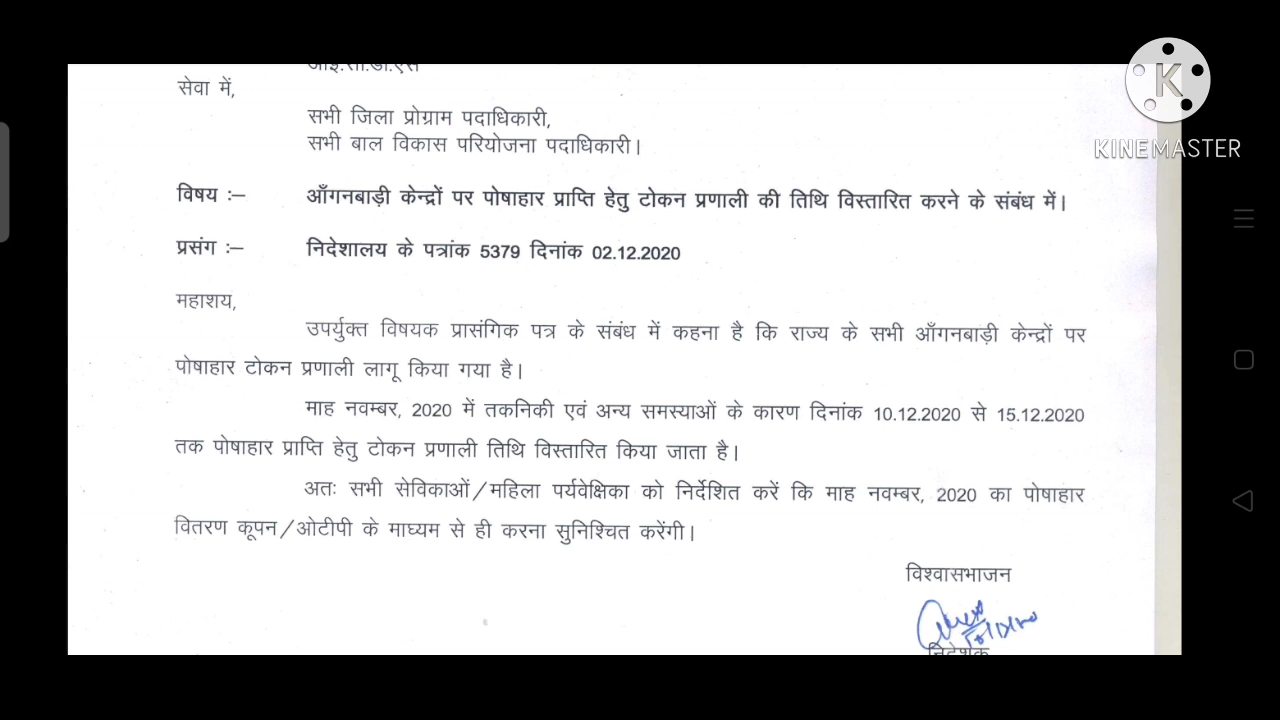 आई.सी.डी.एस
सेवा में,
सभी जिला प्रोग्राम पदाधिकारी,
सभी बाल विकास परियोजना पदाधिकारी।
विषय :– आँगनबाड़ी केन्द्रों पर पोषाहार प्राप्ति हेतु टोकन प्रणाली की तिथि विस्तारित करने के संबंध में।
प्रसंग :– निदेशालय के पत्रांक 5379 दिनांक 02.12.2020
महाशय,
उपर्युक्त विषयक प्रासंगिक पत्र के संबंध में कहना है कि राज्य के सभी आँगनबाड़ी केन्द्रों पर
पोषाहार टोकन प्रणाली लागू किया गया है।
माह नवम्बर, 2020 में तकनिकी एवं अन्य समस्याओं के कारण दिनांक 10.12.2020 से 15.12.2020
तक पोषाहार प्राप्ति हेतु टोकन प्रणाली तिथि विस्तारित किया जाता है।
अतः सभी सेविकाओं/महिला पर्यवेक्षिका को निर्देशित करें कि माह नवम्बर, 2020 का पोषाहार
वितरण कूपन/ओटीपी के माघ्यम से ही करना सुनिश्चित करेंगी।
विश्वासभाजन
निदेशक
KINEMASTER